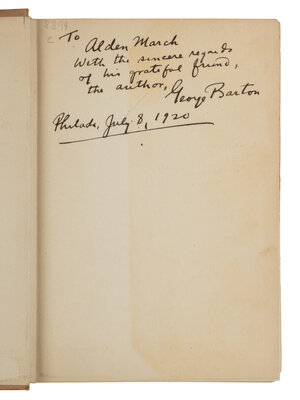 To Alden March
With the sincere regards
of his grateful friend,
the author,
George Barton
Philada, July 8, 1920